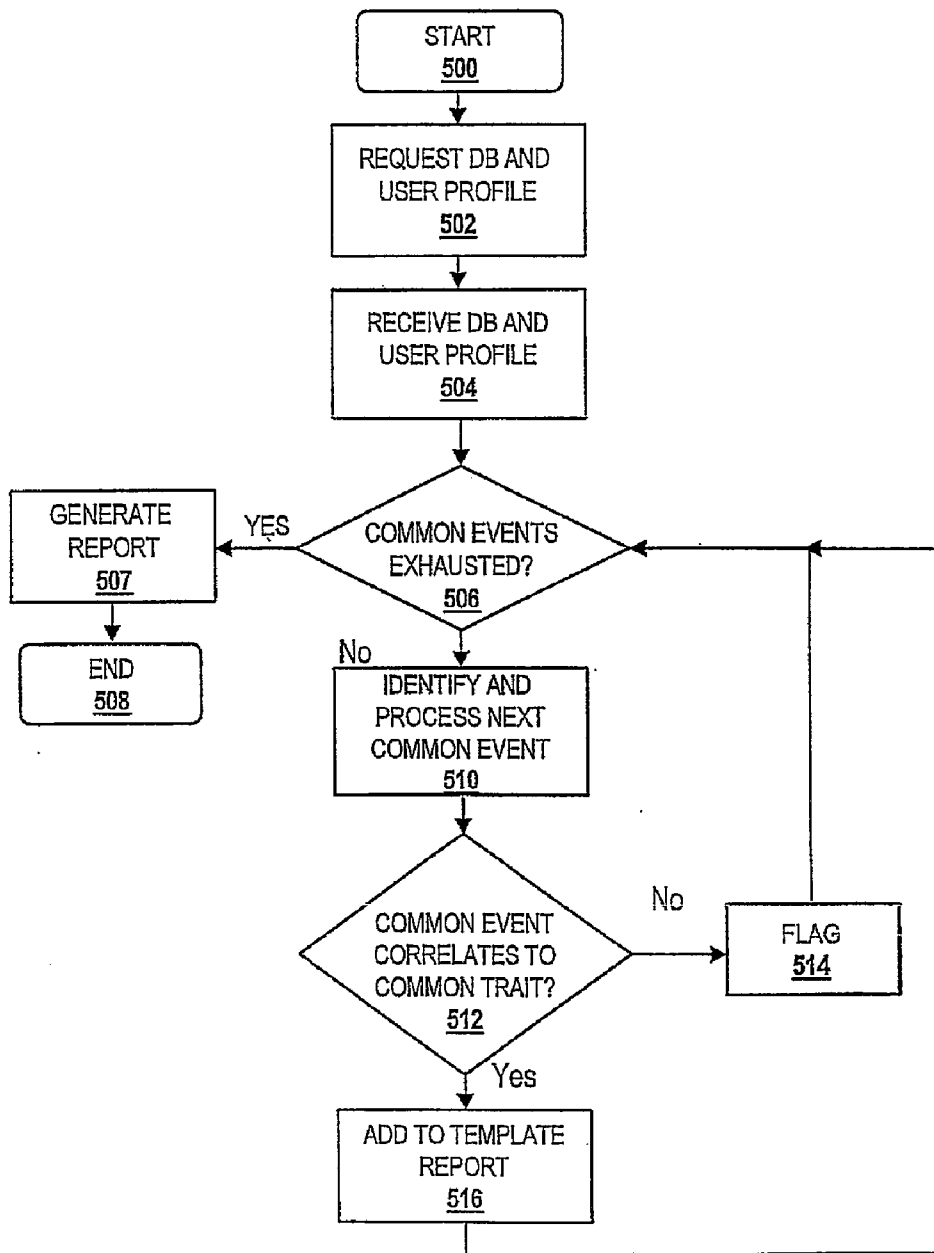 START
500
REQUEST DB AND
USER PROFILE
502
RECEIVE DB AND
USER PROFILE
504
COMMON EVENTS
EXHAUSTED?
506
YES
GENERATE
REPORT
507
END
508
No
IDENTIFY AND
PROCESS NEXT
COMMON EVENT
510
COMMON EVENT
CORRELATES TO
COMMON TRAIT?
512
No
FLAG
514
Yes
ADD TO TEMPLATE
REPORT
516